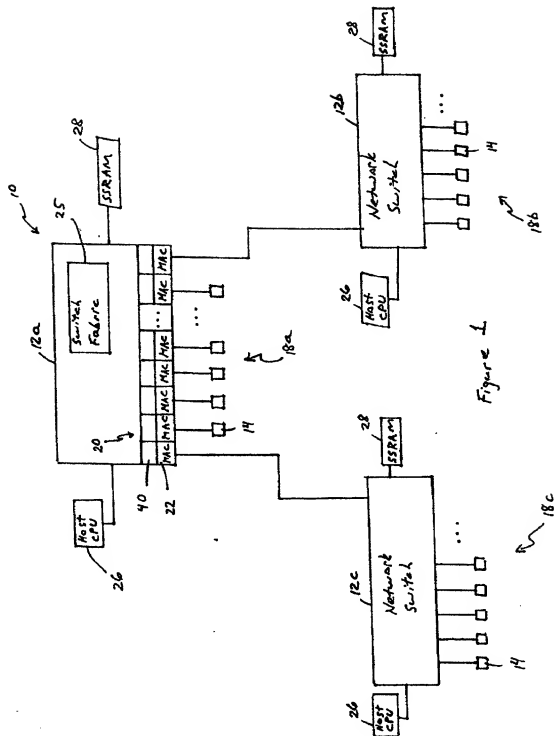 10
12a
25
Switch
Fabric
28
SSRAM
20
Host
CPU
26
40
22
MAC
MAC
MAC
MAC
MAC
...
MAC
MAC
14
...
18a
12c
Network
Switch
28
SSRAM
Host
CPU
26
14
...
18c
12b
Network
Switch
28
SSRAM
Host
CPU
26
14
...
18b
Figure 1